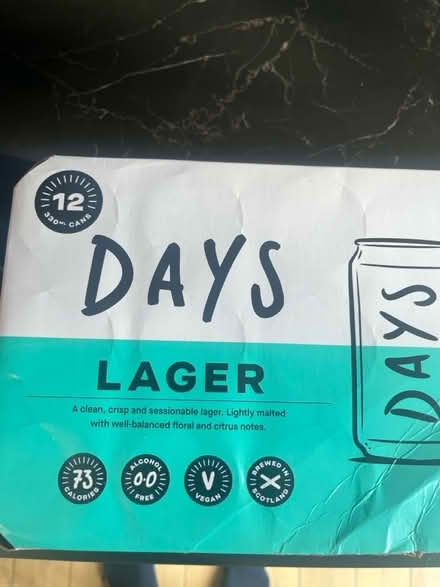 12
330ML CANS
DAYS
LAGER
A clean, crisp and sessionable lager. Lightly malted
with well-balanced floral and citrus notes.
73
CALORIES
ALCOHOL
0.0
FREE
V
VEGAN
BREWED IN
SCOTLAND
DAYS